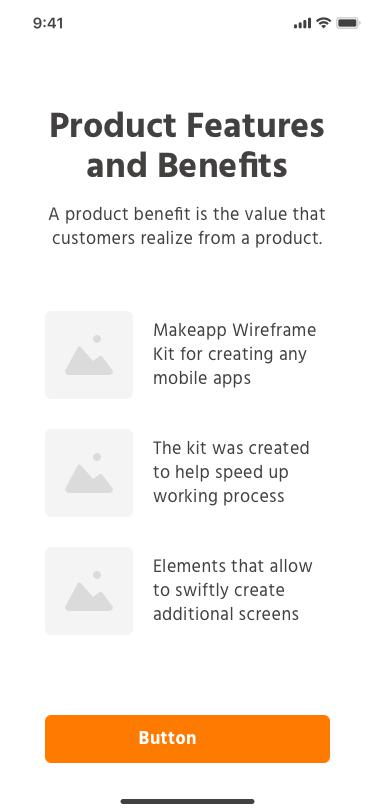 9:41
Product Features
and Benefits
A product benefit is the value that
customers realize from a product.
Makeapp Wireframe
Kit for creating any
mobile apps
The kit was created
to help speed up
working process
Elements that allow
to swiftly create
additional screens
Button